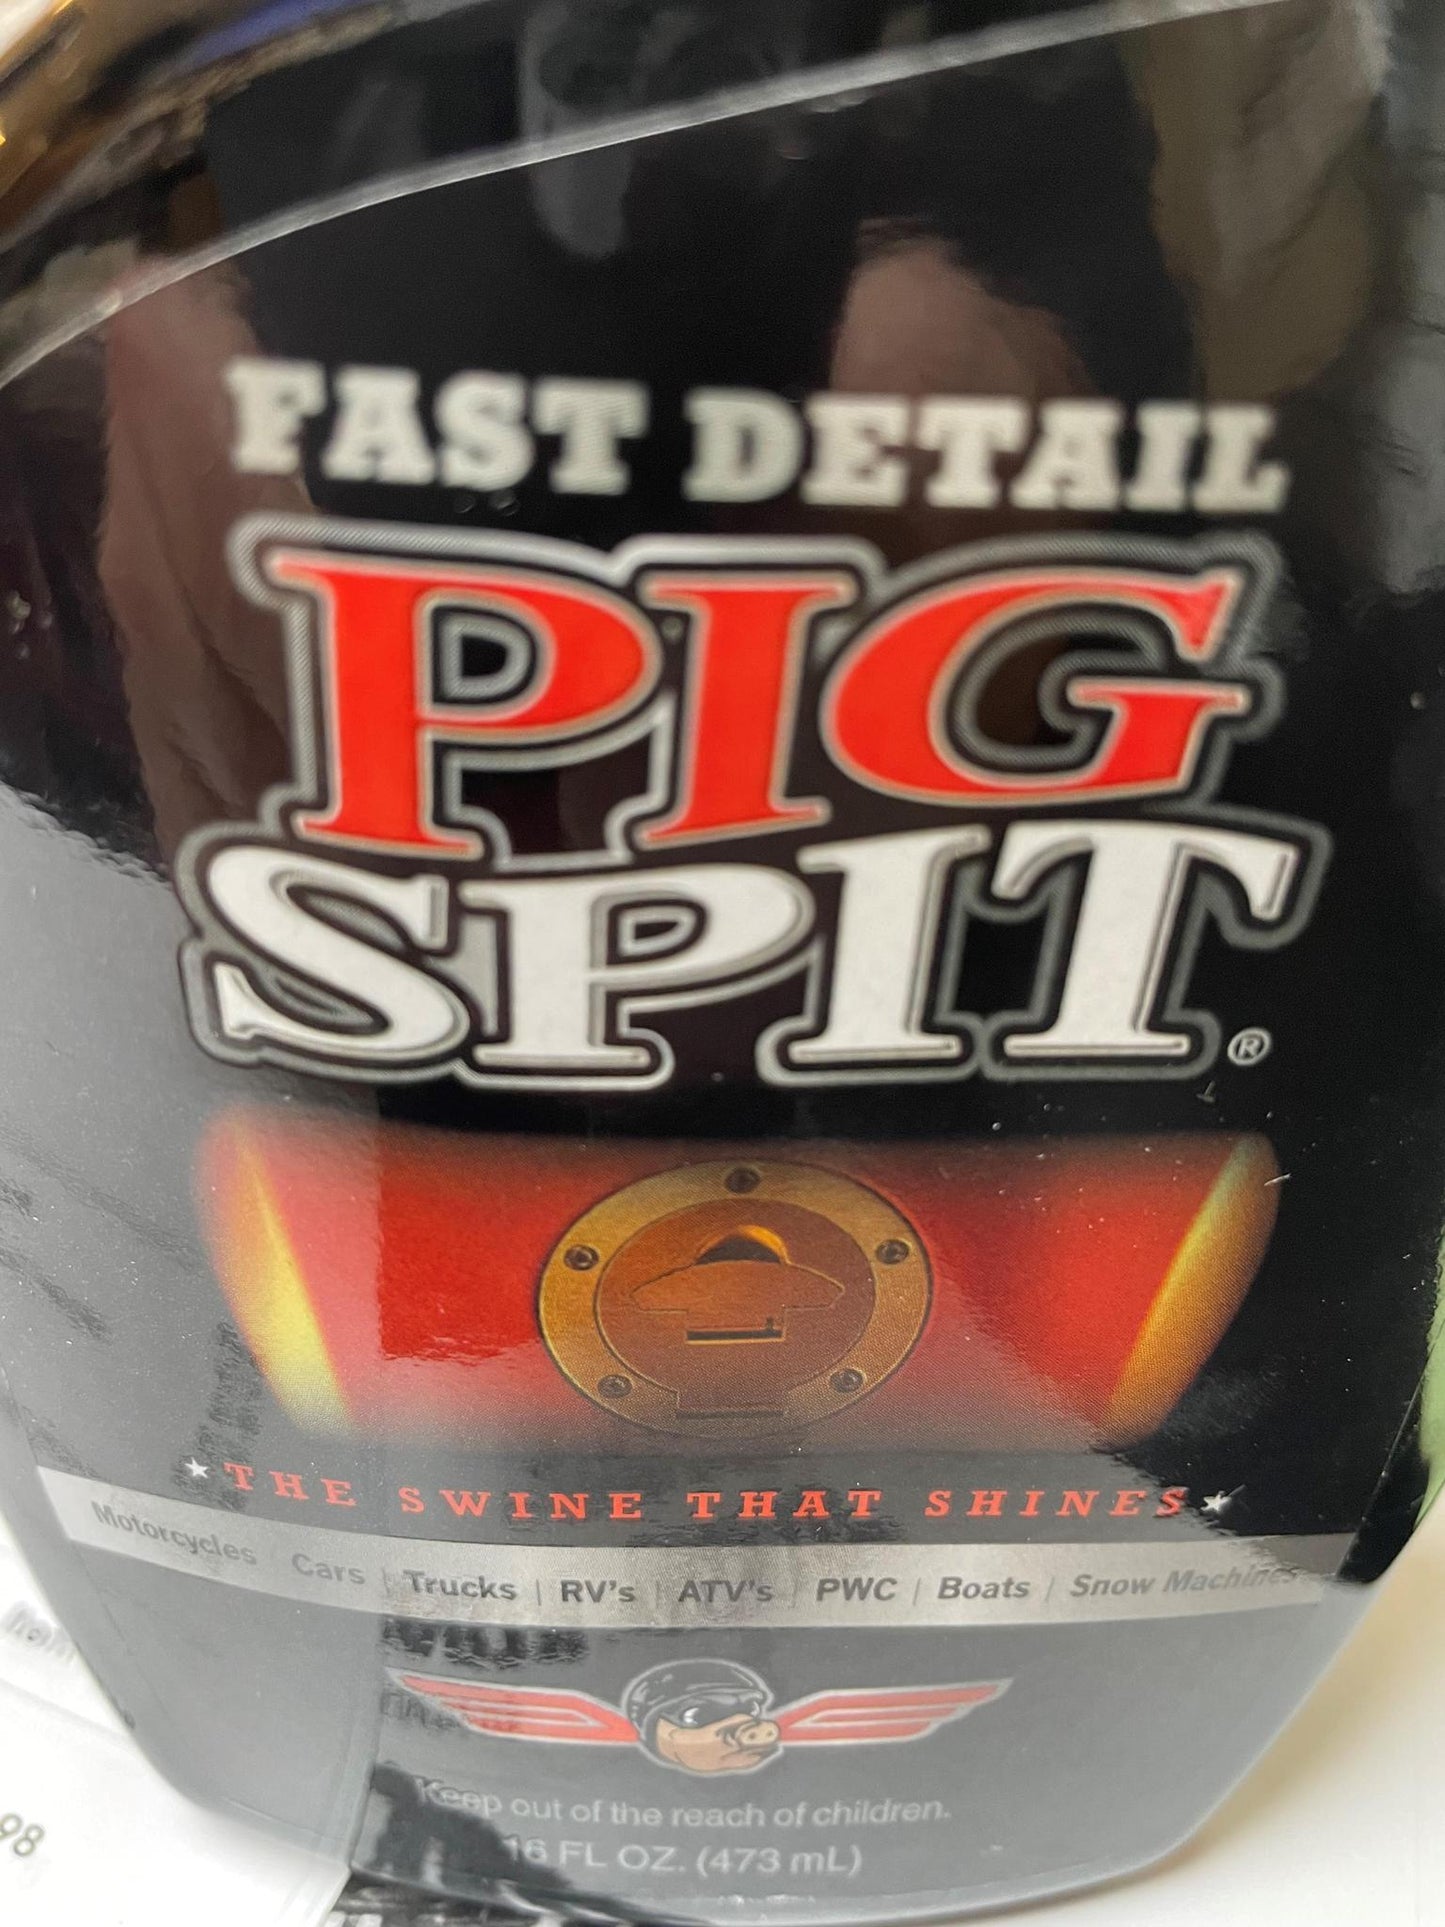 FAST DETAIL
PIG
SPIT®
★ THE SWINE THAT SHINES ★
Motorcycles | Cars | Trucks | RV's | ATV's | PWC | Boats | Snow Machines
Keep out of the reach of children.
16 FL OZ. (473 mL)
98